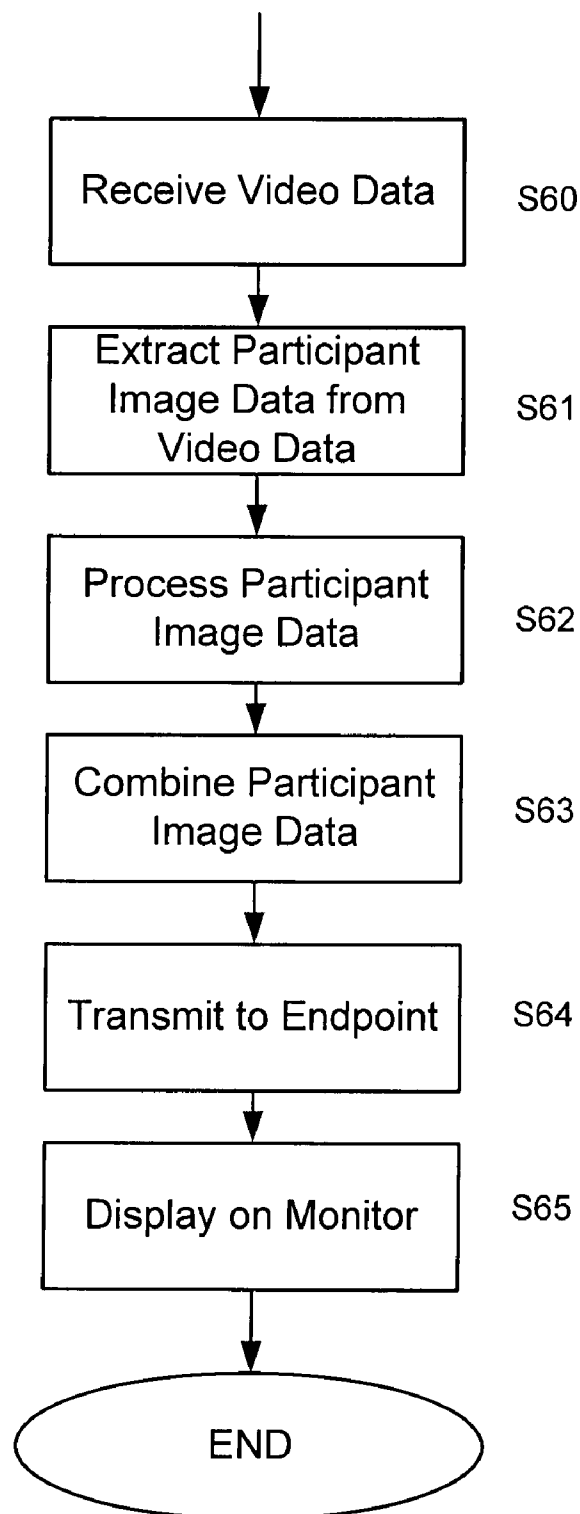 Receive Video Data
S60
Extract Participant
Image Data from
Video Data
S61
Process Participant
Image Data
S62
Combine Participant
Image Data
S63
Transmit to Endpoint
S64
Display on Monitor
S65
END